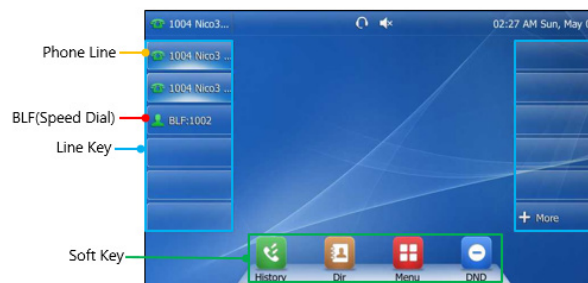 1004 Nico3...
02:27 AM Sun, May
Phone Line
1004 Nico3 ...
1004 Nico3 ...
BLF(Speed Dial)
BLF:1002
Line Key
+ More
Soft Key
History
Dir
Menu
DND